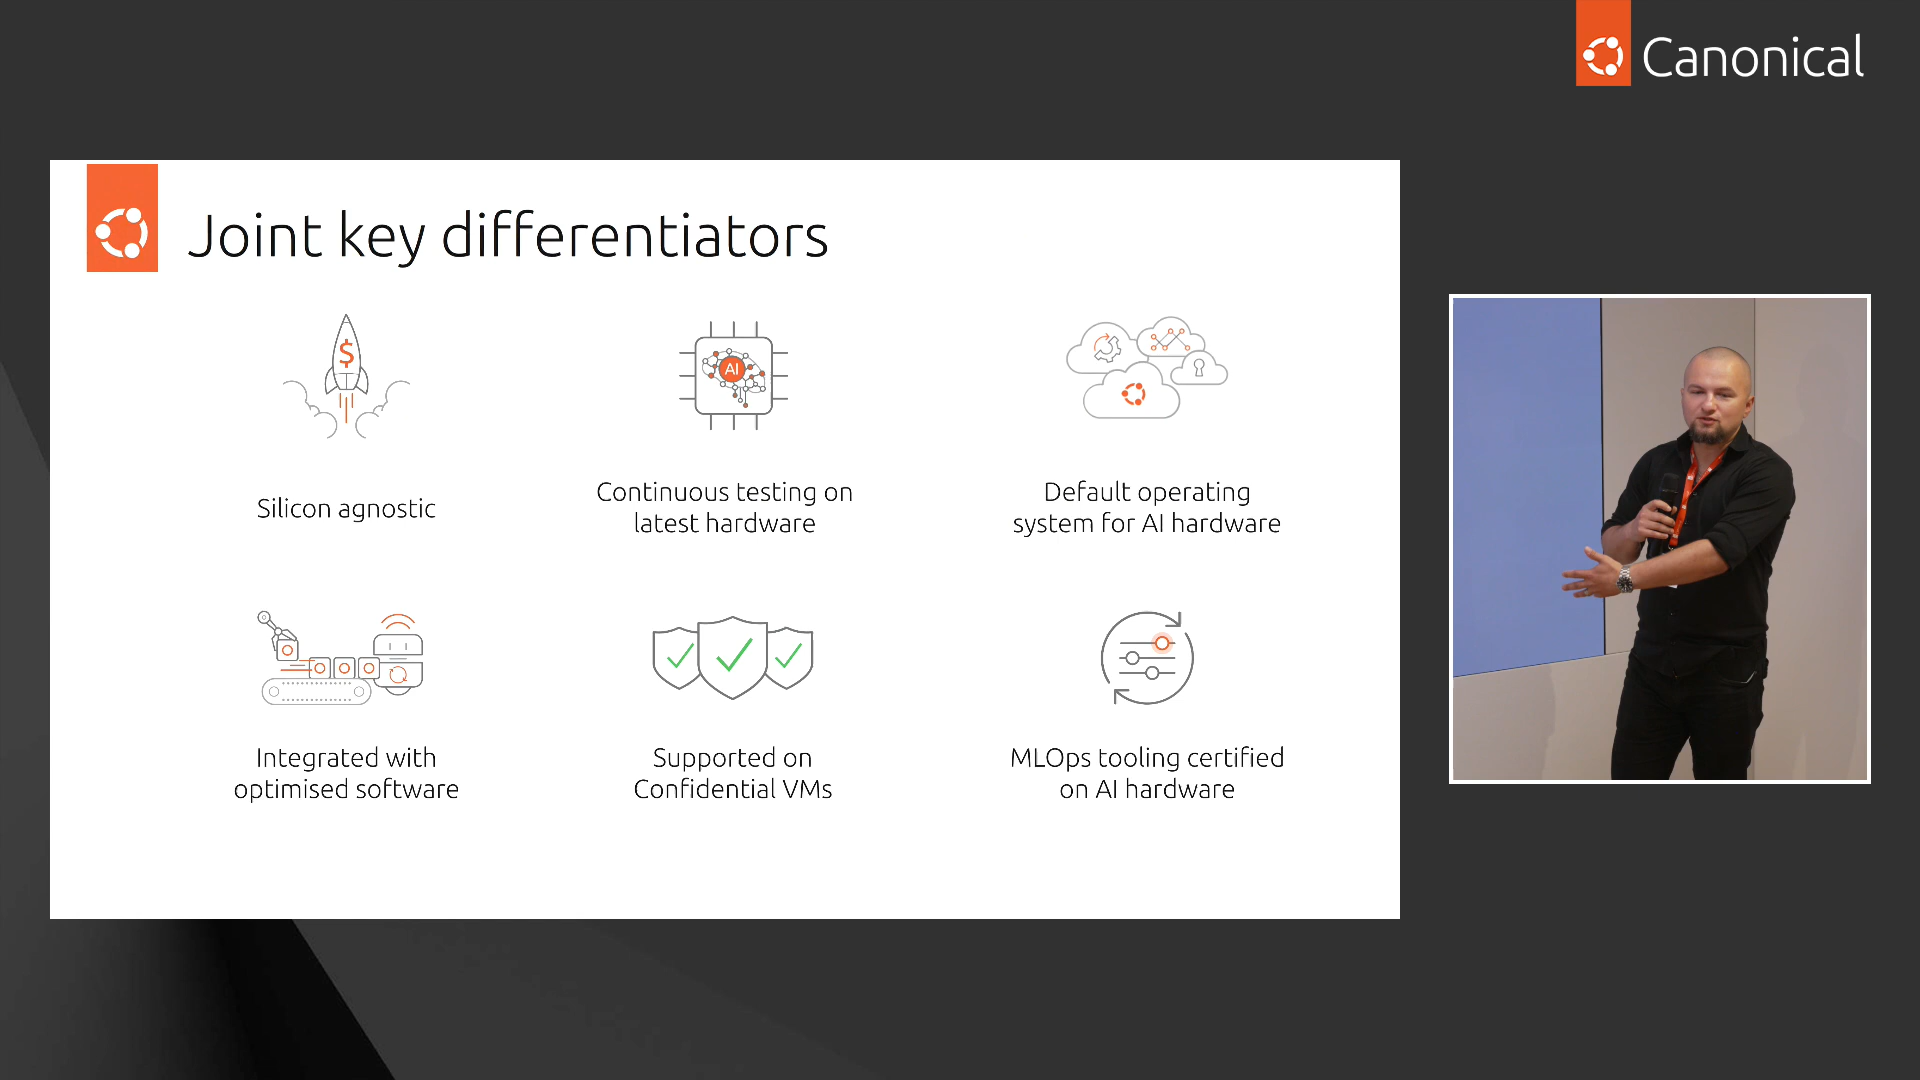 Canonical
Joint key differentiators
$
AI
Silicon agnostic
Continuous testing on
latest hardware
Default operating
system for AI hardware
Integrated with
optimised software
Supported on
Confidential VMs
MLOps tooling certified
on AI hardware